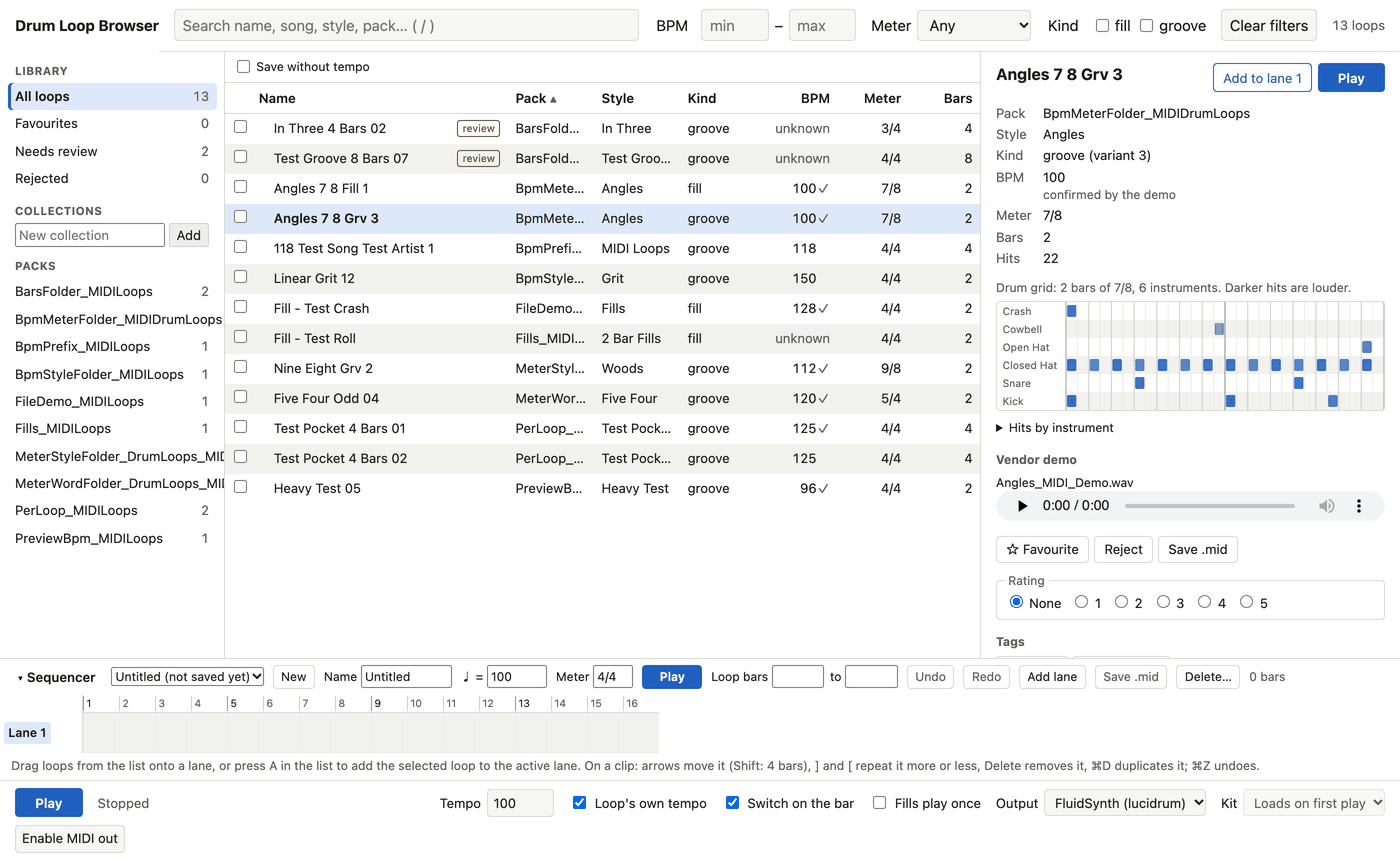 Drum Loop Browser Search name, song, style, pack... ( / ) BPM min – max Meter Any Kind fill groove Clear filters 13 loops
LIBRARY
All loops 13
Favourites 0
Needs review 2
Rejected 0
COLLECTIONS
New collection Add
PACKS
BarsFolder_MIDILoops 2
BpmMeterFolder_MIDIDrumLoops
BpmPrefix_MIDILoops 1
BpmStyleFolder_MIDILoops 1
FileDemo_MIDILoops 1
Fills_MIDILoops 1
MeterStyleFolder_DrumLoops_MID
MeterWordFolder_DrumLoops_MI
PerLoop_MIDILoops 2
PreviewBpm_MIDILoops 1
Save without tempo
Name Pack ▲ Style Kind BPM Meter Bars
In Three 4 Bars 02 review BarsFold... In Three groove unknown 3/4 4
Test Groove 8 Bars 07 review BarsFold... Test Groo... groove unknown 4/4 8
Angles 7 8 Fill 1 BpmMete... Angles fill 100 ✓ 7/8 2
Angles 7 8 Grv 3 BpmMete... Angles groove 100 ✓ 7/8 2
118 Test Song Test Artist 1 BpmPrefi... MIDI Loops groove 118 4/4 4
Linear Grit 12 BpmStyle... Grit groove 150 4/4 2
Fill - Test Crash FileDemo... Fills fill 128 ✓ 4/4 2
Fill - Test Roll Fills_MIDI... 2 Bar Fills fill unknown 4/4 2
Nine Eight Grv 2 MeterStyl... Woods groove 112 ✓ 9/8 2
Five Four Odd 04 MeterWor... Five Four groove 120 ✓ 5/4 2
Test Pocket 4 Bars 01 PerLoop_... Test Pock... groove 125 ✓ 4/4 4
Test Pocket 4 Bars 02 PerLoop_... Test Pock... groove 125 4/4 4
Heavy Test 05 PreviewB... Heavy Test groove 96 ✓ 4/4 2
Angles 7 8 Grv 3 Add to lane 1 Play
Pack BpmMeterFolder_MIDIDrumLoops
Style Angles
Kind groove (variant 3)
BPM 100
confirmed by the demo
Meter 7/8
Bars 2
Hits 22
Drum grid: 2 bars of 7/8, 6 instruments. Darker hits are louder.
Crash
Cowbell
Open Hat
Closed Hat
Snare
Kick
▶ Hits by instrument
Vendor demo
Angles_MIDI_Demo.wav
0:00 / 0:00
☆ Favourite Reject Save .mid
Rating
None 1 2 3 4 5
Tags
▾ Sequencer Untitled (not saved yet) New Name Untitled ♩ = 100 Meter 4/4 Play Loop bars to Undo Redo Add lane Save .mid Delete... 0 bars
1 2 3 4 5 6 7 8 9 10 11 12 13 14 15 16
Lane 1
Drag loops from the list onto a lane, or press A in the list to add the selected loop to the active lane. On a clip: arrows move it (Shift: 4 bars), ] and [ repeat it more or less, Delete removes it, ⌘D duplicates it; ⌘Z undoes.
Play Stopped Tempo 100 Loop's own tempo Switch on the bar Fills play once Output FluidSynth (lucidrum) Kit Loads on first play
Enable MIDI out